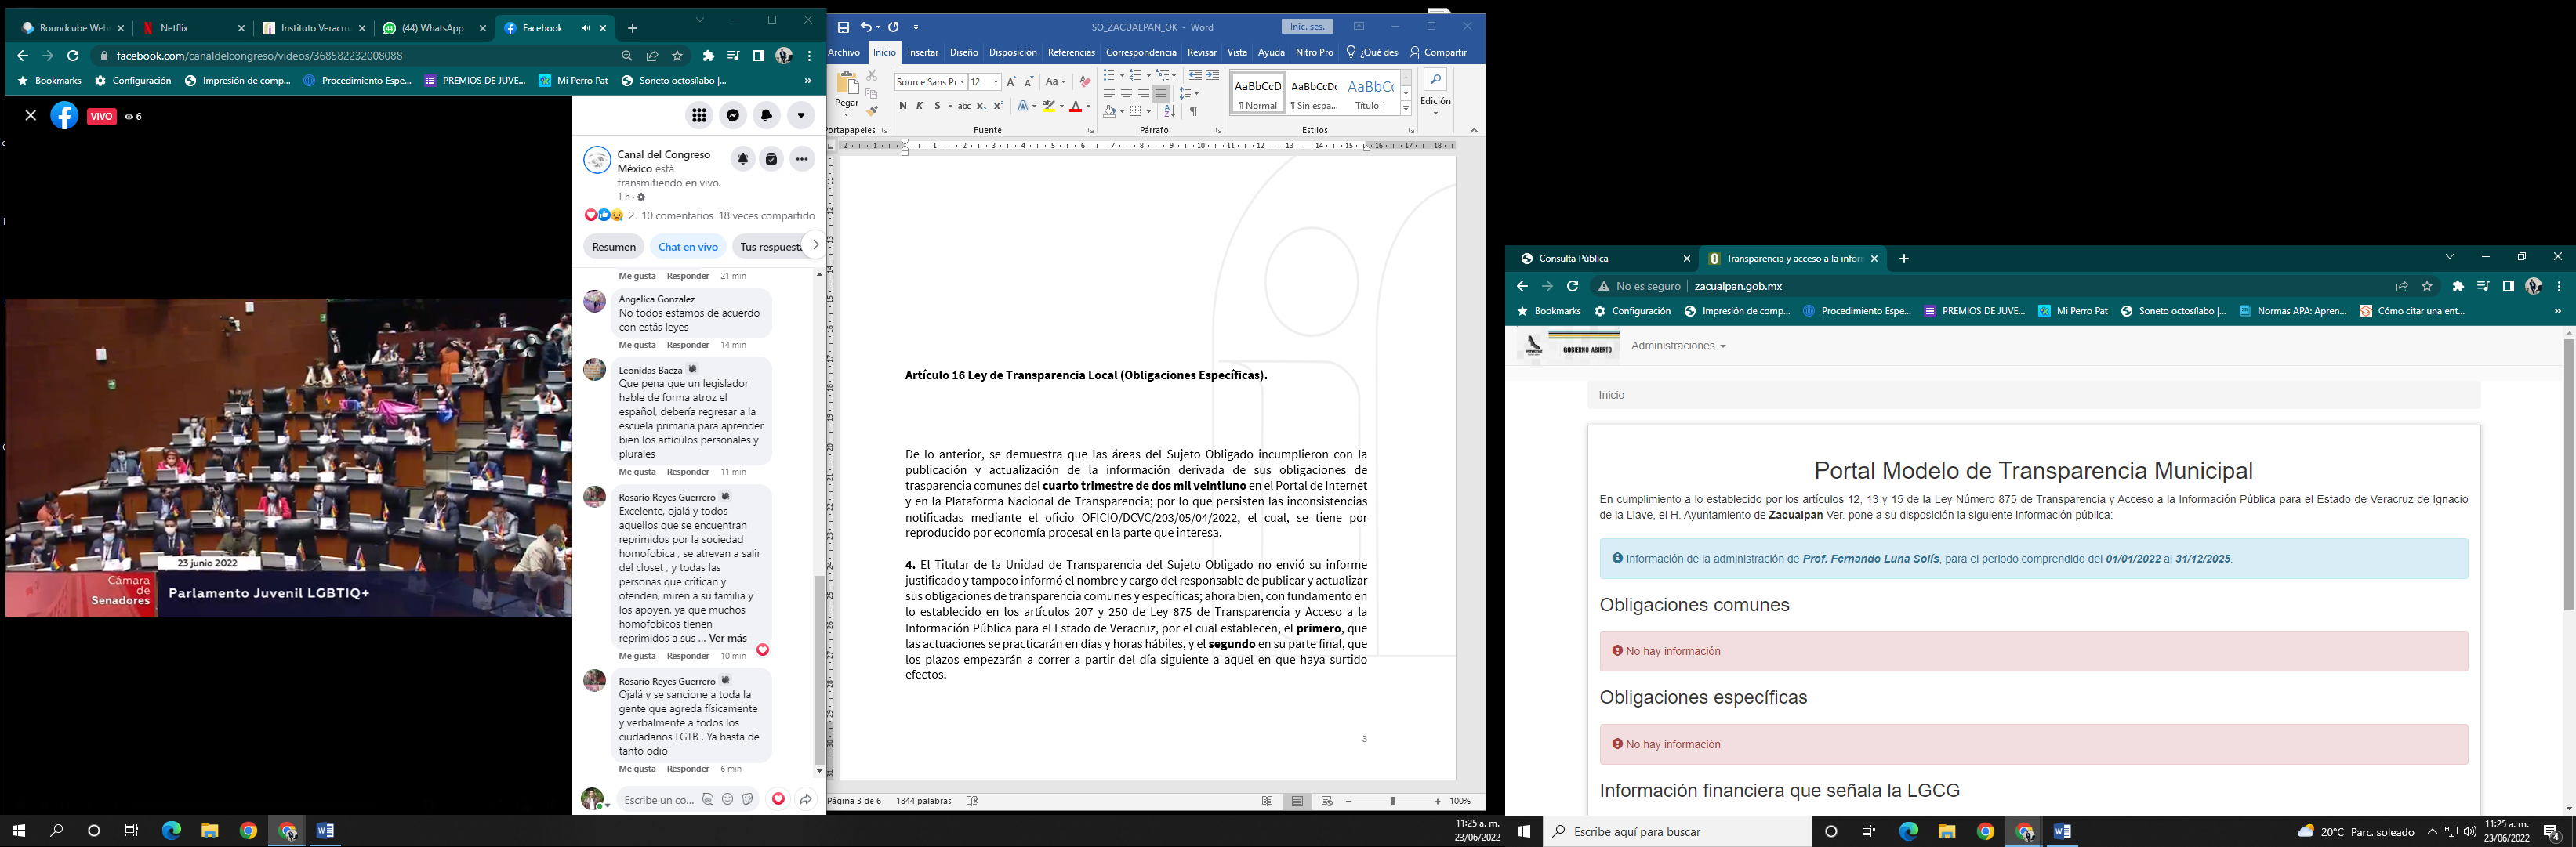 Roundcube Web
Netflix
Instituto Veracru
(44) WhatsApp
Facebook
facebook.com/canaldelcongreso/videos/368582232008088
Bookmarks
Configuración
Impresión de comp...
Procedimiento Espe...
PREMIOS DE JUVE...
Mi Perro Pat
Soneto octosílabo |...
»
VIVO
6
Canal del Congreso
México está
transmitiendo en vivo.
1 h
10 comentarios 18 veces compartido
Resumen
Chat en vivo
Tus respuesta
Me gusta Responder 21 min
Angelica Gonzalez
No todos estamos de acuerdo
con estás leyes
Me gusta Responder 14 min
Leonidas Baeza
Que pena que un legislador
hable de forma atroz el
español, debería regresar a la
escuela primaria para aprender
bien los artículos personales y
plurales
Me gusta Responder 11 min
Rosario Reyes Guerrero
Excelente, ojalá y todos
aquellos que se encuentran
reprimidos por la sociedad
homofobica , se atrevan a salir
del closet , y todas las
personas que critican y
ofenden, miren a su familia y
los apoyen, ya que muchos
homofobicos tienen
reprimidos a sus ... Ver más
Me gusta Responder 10 min
Rosario Reyes Guerrero
Ojalá y se sancione a toda la
gente que agreda físicamente
y verbalmente a todos los
ciudadanos LGTB . Ya basta de
tanto odio
Me gusta Responder 6 min
Escribe un co...
23 junio 2022
Cámara
de
Senadores
Parlamento Juvenil LGBTIQ+
SO_ZACUALPAN_OK - Word
Inic. ses.
Archivo Inicio Insertar Diseño Disposición Referencias Correspondencia Revisar Vista Ayuda Nitro Pro ¿Qué des Compartir
Pegar
Source Sans Pr 12
N K S abc x₂ x²
AaBbCcD AaBbCcDc AaBbCc
¶ Normal ¶ Sin espa... Título 1
Edición
ortapapeles Fuente Párrafo Estilos
Artículo 16 Ley de Transparencia Local (Obligaciones Específicas).
De lo anterior, se demuestra que las áreas del Sujeto Obligado incumplieron con la
publicación y actualización de la información derivada de sus obligaciones de
trasparencia comunes del cuarto trimestre de dos mil veintiuno en el Portal de Internet
y en la Plataforma Nacional de Transparencia; por lo que persisten las inconsistencias
notificadas mediante el oficio OFICIO/DCVC/203/05/04/2022, el cual, se tiene por
reproducido por economía procesal en la parte que interesa.
4. El Titular de la Unidad de Transparencia del Sujeto Obligado no envió su informe
justificado y tampoco informó el nombre y cargo del responsable de publicar y actualizar
sus obligaciones de transparencia comunes y específicas; ahora bien, con fundamento en
lo establecido en los artículos 207 y 250 de Ley 875 de Transparencia y Acceso a la
Información Pública para el Estado de Veracruz, por el cual establecen, el primero, que
las actuaciones se practicarán en días y horas hábiles, y el segundo en su parte final, que
los plazos empezarán a correr a partir del día siguiente a aquel en que haya surtido
efectos.
3
Página 3 de 6 1844 palabras
100%
11:25 a. m.
23/06/2022
Consulta Pública
Transparencia y acceso a la infor
No es seguro zacualpan.gob.mx
Bookmarks
Configuración
Impresión de comp...
Procedimiento Espe...
PREMIOS DE JUVE...
Mi Perro Pat
Soneto octosílabo |...
Normas APA: Apren...
Cómo citar una ent...
»
GOBIERNO ABIERTO
Administraciones
Inicio
Portal Modelo de Transparencia Municipal
En cumplimiento a lo establecido por los artículos 12, 13 y 15 de la Ley Número 875 de Transparencia y Acceso a la Información Pública para el Estado de Veracruz de Ignacio
de la Llave, el H. Ayuntamiento de Zacualpan Ver. pone a su disposición la siguiente información pública:
Información de la administración de Prof. Fernando Luna Solís, para el periodo comprendido del 01/01/2022 al 31/12/2025.
Obligaciones comunes
No hay información
Obligaciones específicas
No hay información
Información financiera que señala la LGCG
Escribe aquí para buscar
20°C Parc. soleado
11:25 a. m.
23/06/2022
4